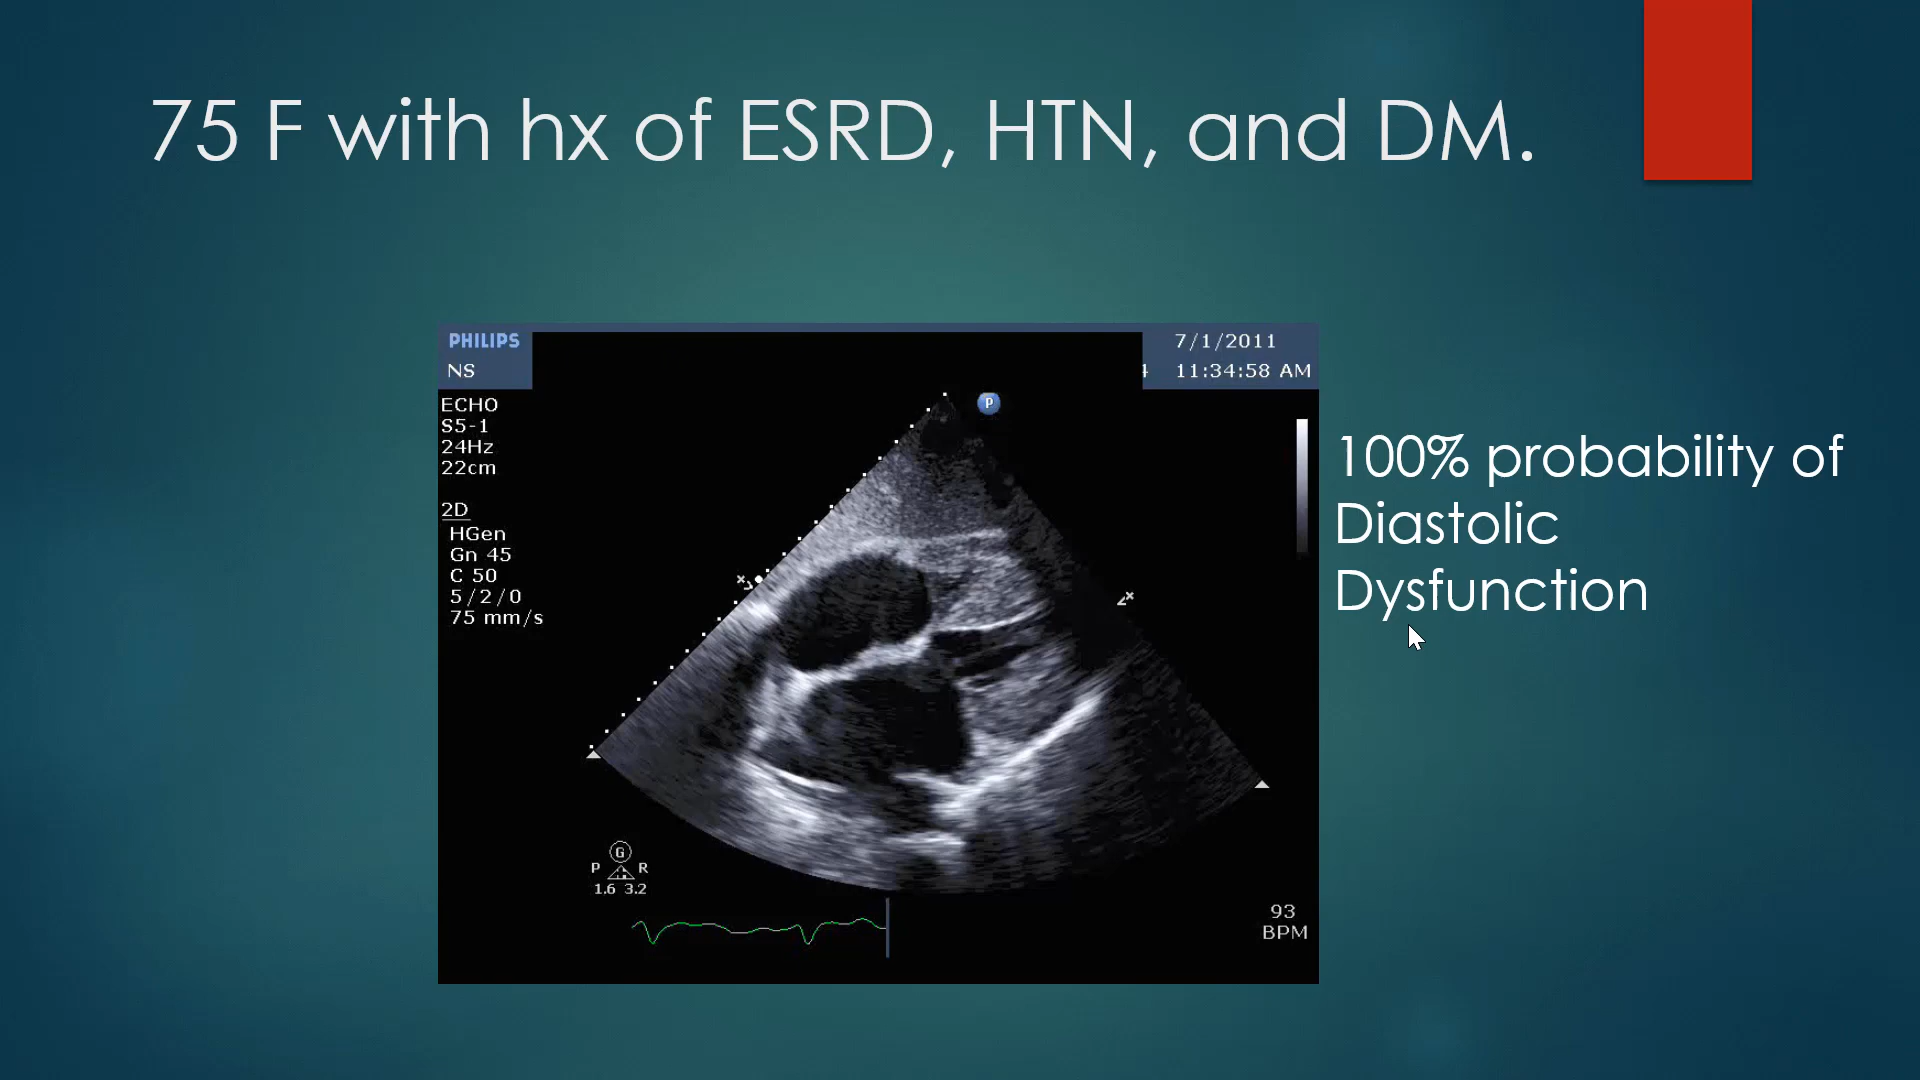 75 F with hx of ESRD, HTN, and DM.
PHILIPS
NS
7/1/2011
11:34:58 AM
ECHO
S5-1
24Hz
22cm
2D
HGen
Gn 45
C 50
5/2/0
75 mm/s
P
100% probability of
Diastolic
Dysfunction
G
P R
1.6 3.2
93
BPM